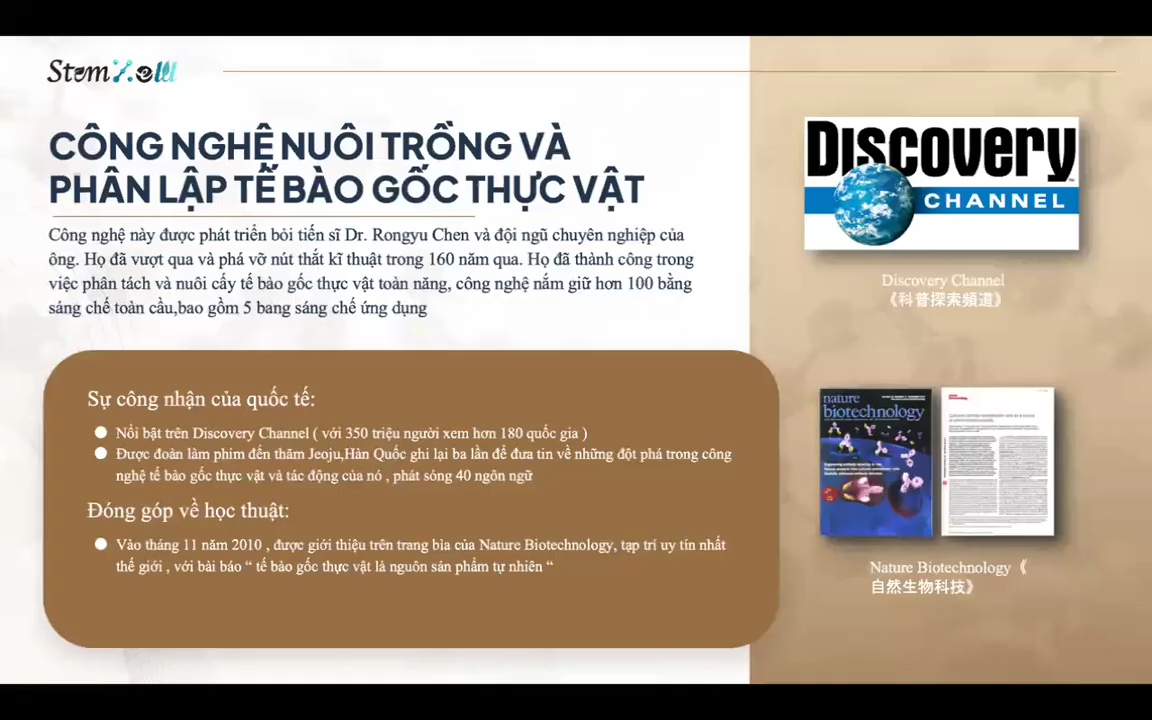 StemXell
CÔNG NGHỆ NUÔI TRỒNG VÀ
PHÂN LẬP TẾ BÀO GỐC THỰC VẬT
Công nghệ này được phát triển bỏi tiến sĩ Dr. Rongyu Chen và đội ngũ chuyên nghiệp của
ông. Họ đã vượt qua và phá vỡ nút thắt kĩ thuật trong 160 năm qua. Họ đã thành công trong
việc phân tách và nuôi cấy tế bào gốc thực vật toàn năng, công nghệ nắm giữ hơn 100 bằng
sáng chế toàn cầu,bao gồm 5 bang sáng chế ứng dụng
Sự công nhận của quốc tế:
Nổi bật trên Discovery Channel ( với 350 triệu người xem hơn 180 quốc gia )
Được đoàn làm phim đến thăm Jeoju,Hàn Quốc ghi lại ba lần để đưa tin về những đột phá trong công
nghệ tế bào gốc thực vật và tác động của nó , phát sóng 40 ngôn ngữ
Đóng góp về học thuật:
Vào tháng 11 năm 2010 , được giới thiệu trên trang bìa của Nature Biotechnology, tạp trí uy tín nhất
thế giới , với bài báo “ tế bào gốc thực vật là nguôn sản phẩm tự nhiên “
Discovery
CHANNEL
Discovery Channel
《科普探索頻道》
nature
biotechnology
Nature Biotechnology《
自然生物科技》